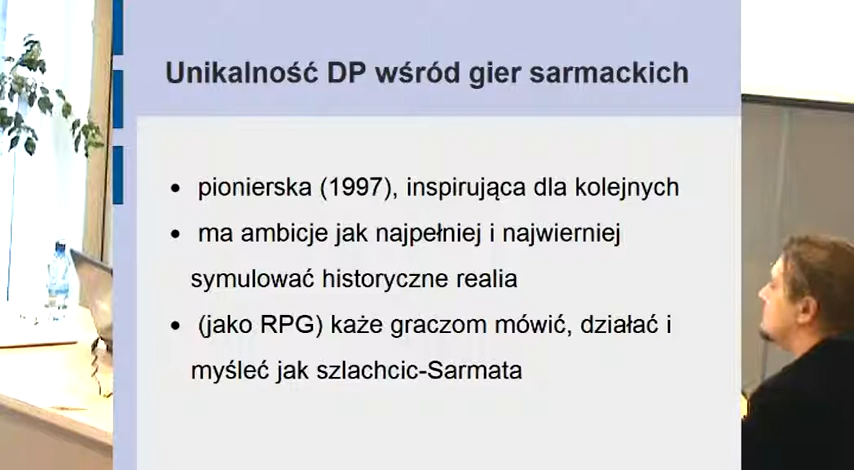 Unikalność DP wśród gier sarmackich
• pionierska (1997), inspirująca dla kolejnych
• ma ambicje jak najpełniej i najwierniej
symulować historyczne realia
• (jako RPG) każe graczom mówić, działać i
myśleć jak szlachcic-Sarmata